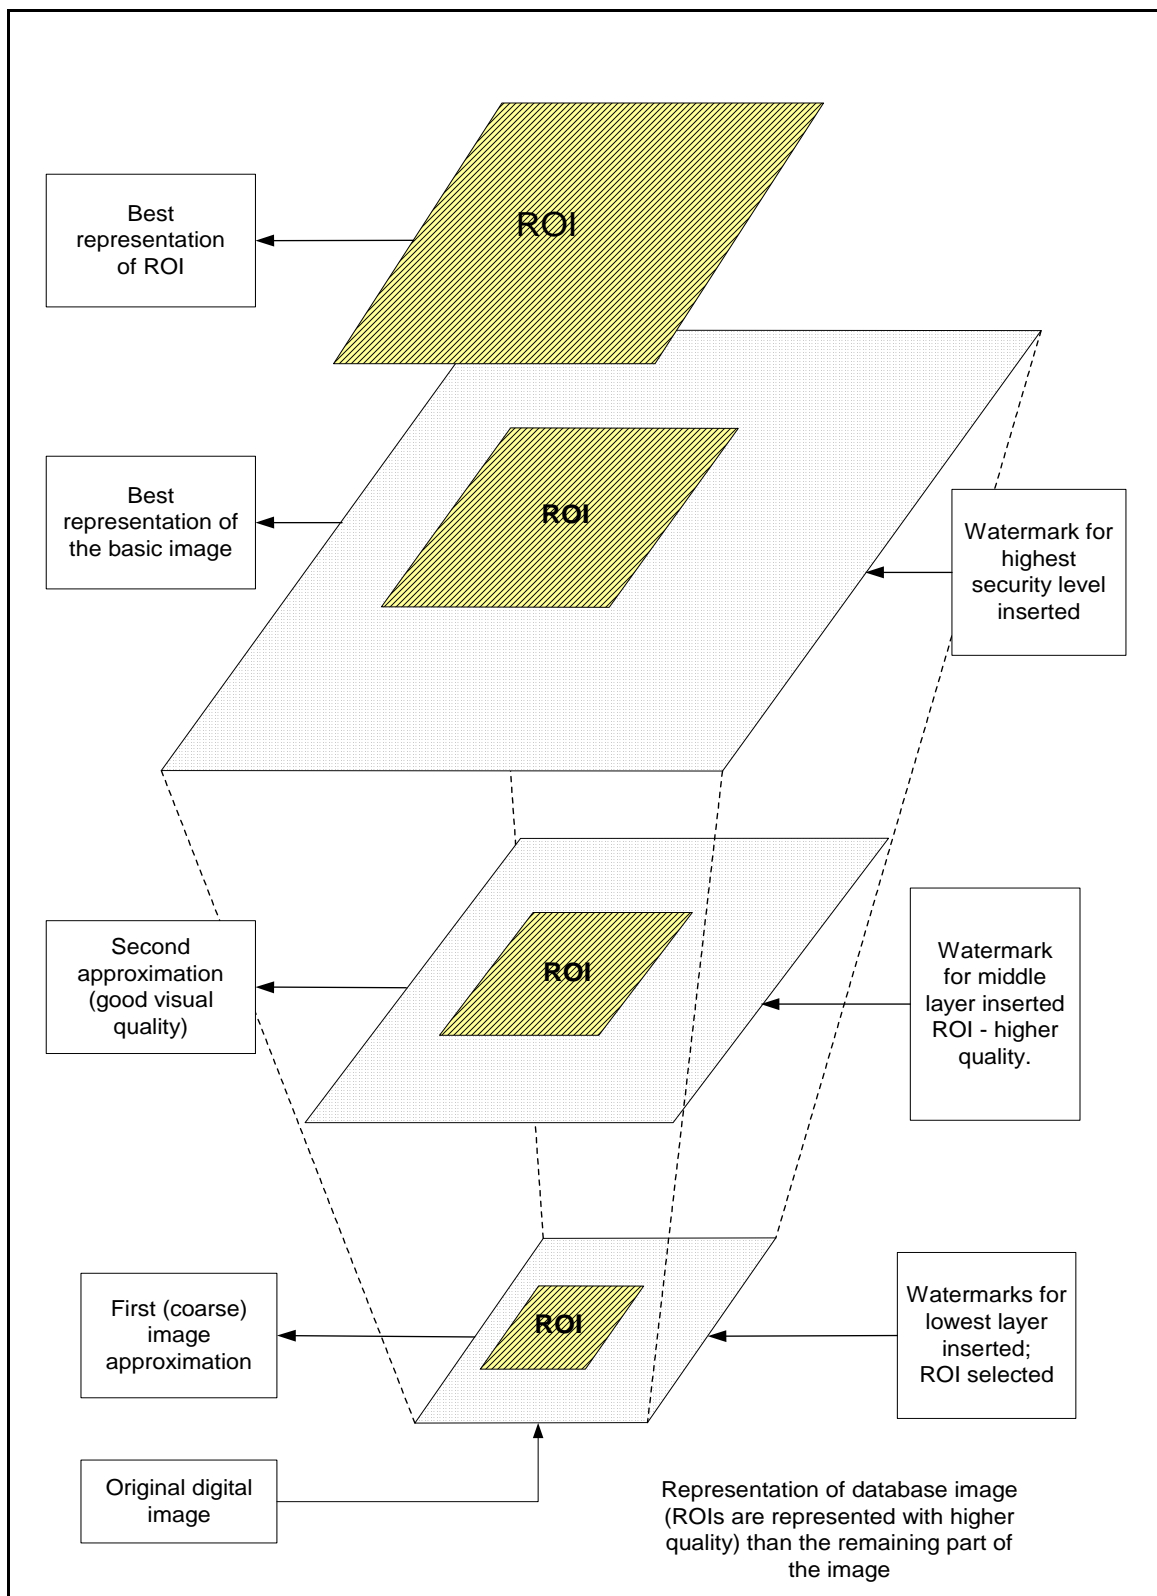 ROI
Best
representation
of ROI
Best
representation of
the basic image
ROI
Watermark for
highest
security level
inserted
Second
approximation
(good visual
quality)
ROI
Watermark
for middle
layer inserted
ROI - higher
quality.
First (coarse)
image
approximation
ROI
Watermarks for
lowest layer
inserted;
ROI selected
Original digital
image
Representation of database image
(ROIs are represented with higher
quality) than the remaining part of
the image